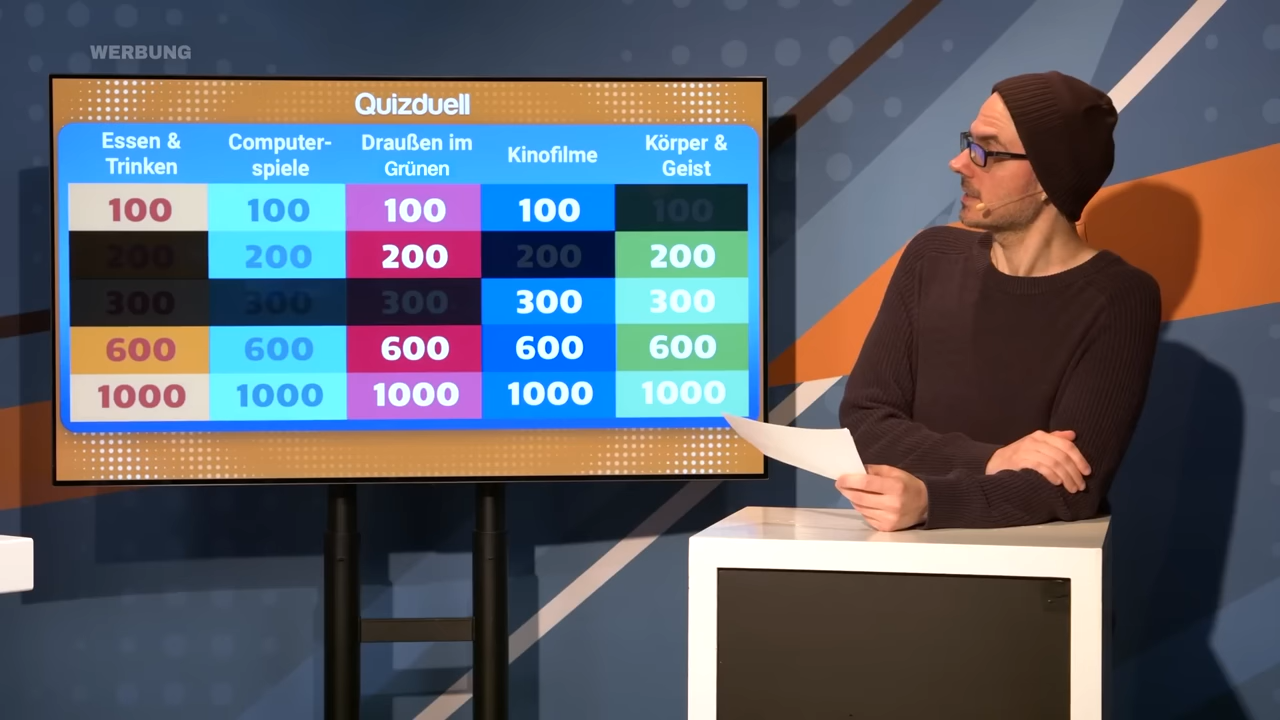 WERBUNG
Quizduell
Essen & Trinken
Computer-spiele
Draußen im Grünen
Kinofilme
Körper & Geist
100 100 100 100 100
200 200 200 200 200
300 300 300 300 300
600 600 600 600 600
1000 1000 1000 1000 1000